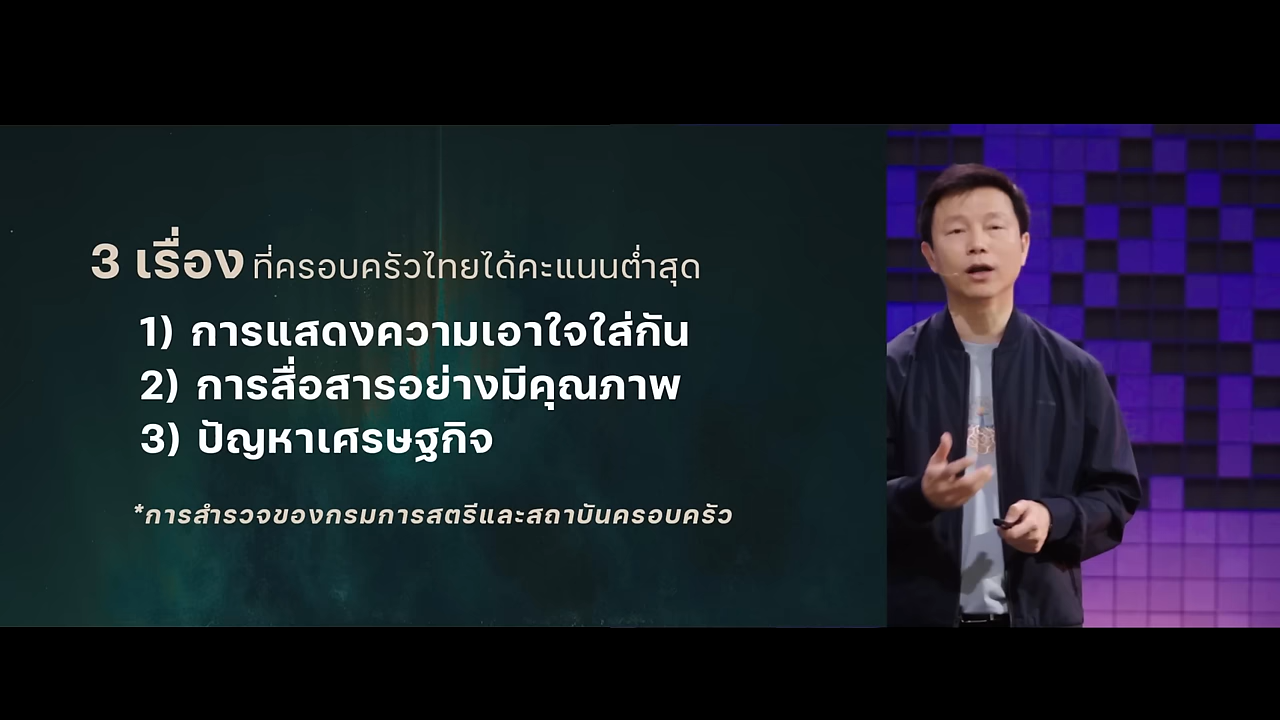 3 เรื่อง ที่ครอบครัวไทยได้คะแนนต่ำสุด
1) การแสดงความเอาใจใส่กัน
2) การสื่อสารอย่างมีคุณภาพ
3) ปัญหาเศรษฐกิจ
*การสำรวจของกรมการสตรีและสถาบันครอบครัว